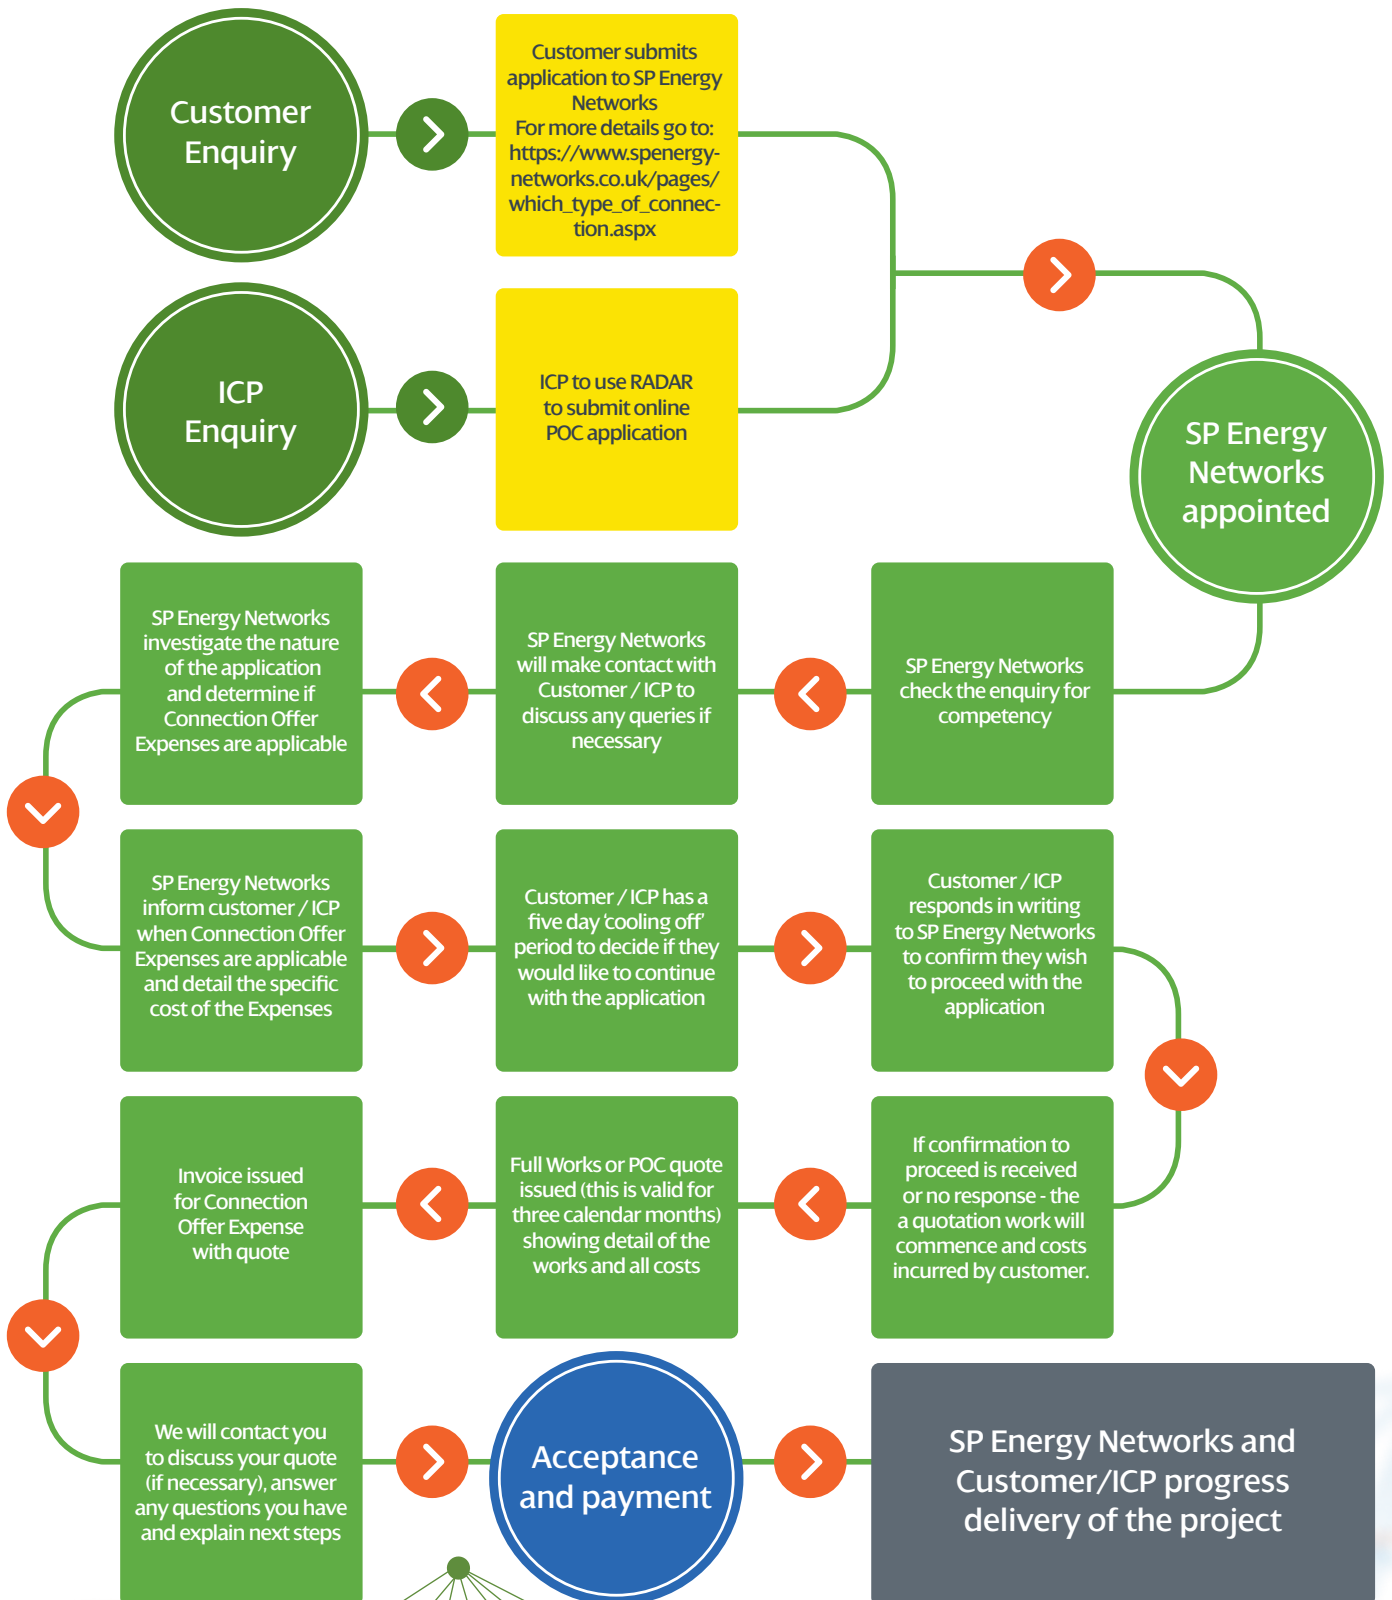 Customer
Enquiry
Customer submits
application to SP Energy
Networks
For more details go to:
https://www.spenergy-
networks.co.uk/pages/
which_type_of_connec-
tion.aspx
ICP
Enquiry
ICP to use RADAR
to submit online
POC application
SP Energy
Networks
appointed
SP Energy Networks
check the enquiry for
competency
SP Energy Networks
will make contact with
Customer / ICP to
discuss any queries if
necessary
SP Energy Networks
investigate the nature
of the application
and determine if
Connection Offer
Expenses are applicable
SP Energy Networks
inform customer / ICP
when Connection Offer
Expenses are applicable
and detail the specific
cost of the Expenses
Customer / ICP has a
five day ‘cooling off’
period to decide if they
would like to continue
with the application
Customer / ICP
responds in writing
to SP Energy Networks
to confirm they wish
to proceed with the
application
If confirmation to
proceed is received
or no response - the
a quotation work will
commence and costs
incurred by customer.
Full Works or POC quote
issued (this is valid for
three calendar months)
showing detail of the
works and all costs
Invoice issued
for Connection
Offer Expense
with quote
We will contact you
to discuss your quote
(if necessary), answer
any questions you have
and explain next steps
Acceptance
and payment
SP Energy Networks and
Customer/ICP progress
delivery of the project